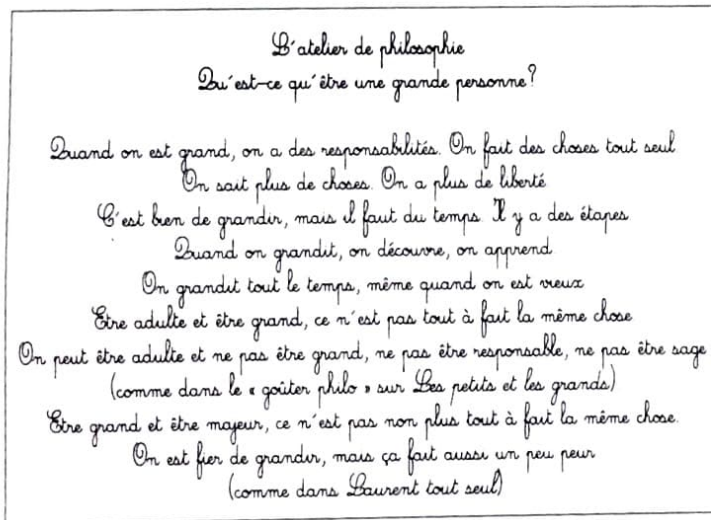 L'atelier de philosophie
Qu'est-ce qu'être une grande personne?
Quand on est grand, on a des responsabilités. On fait des choses tout seul
On sait plus de choses. On a plus de liberté
C'est bien de grandir, mais il faut du temps. Il y a des étapes
Quand on grandit, on découvre, on apprend
On grandit tout le temps, même quand on est vieux
Etre adulte et être grand, ce n'est pas tout à fait la même chose
On peut être adulte et ne pas être grand, ne pas être responsable, ne pas être sage
(comme dans le « goûter philo » sur Les petits et les grands)
Etre grand et être majeur, ce n'est pas non plus tout à fait la même chose.
On est fier de grandir, mais ça fait aussi un peu peur
(comme dans Laurent tout seul)